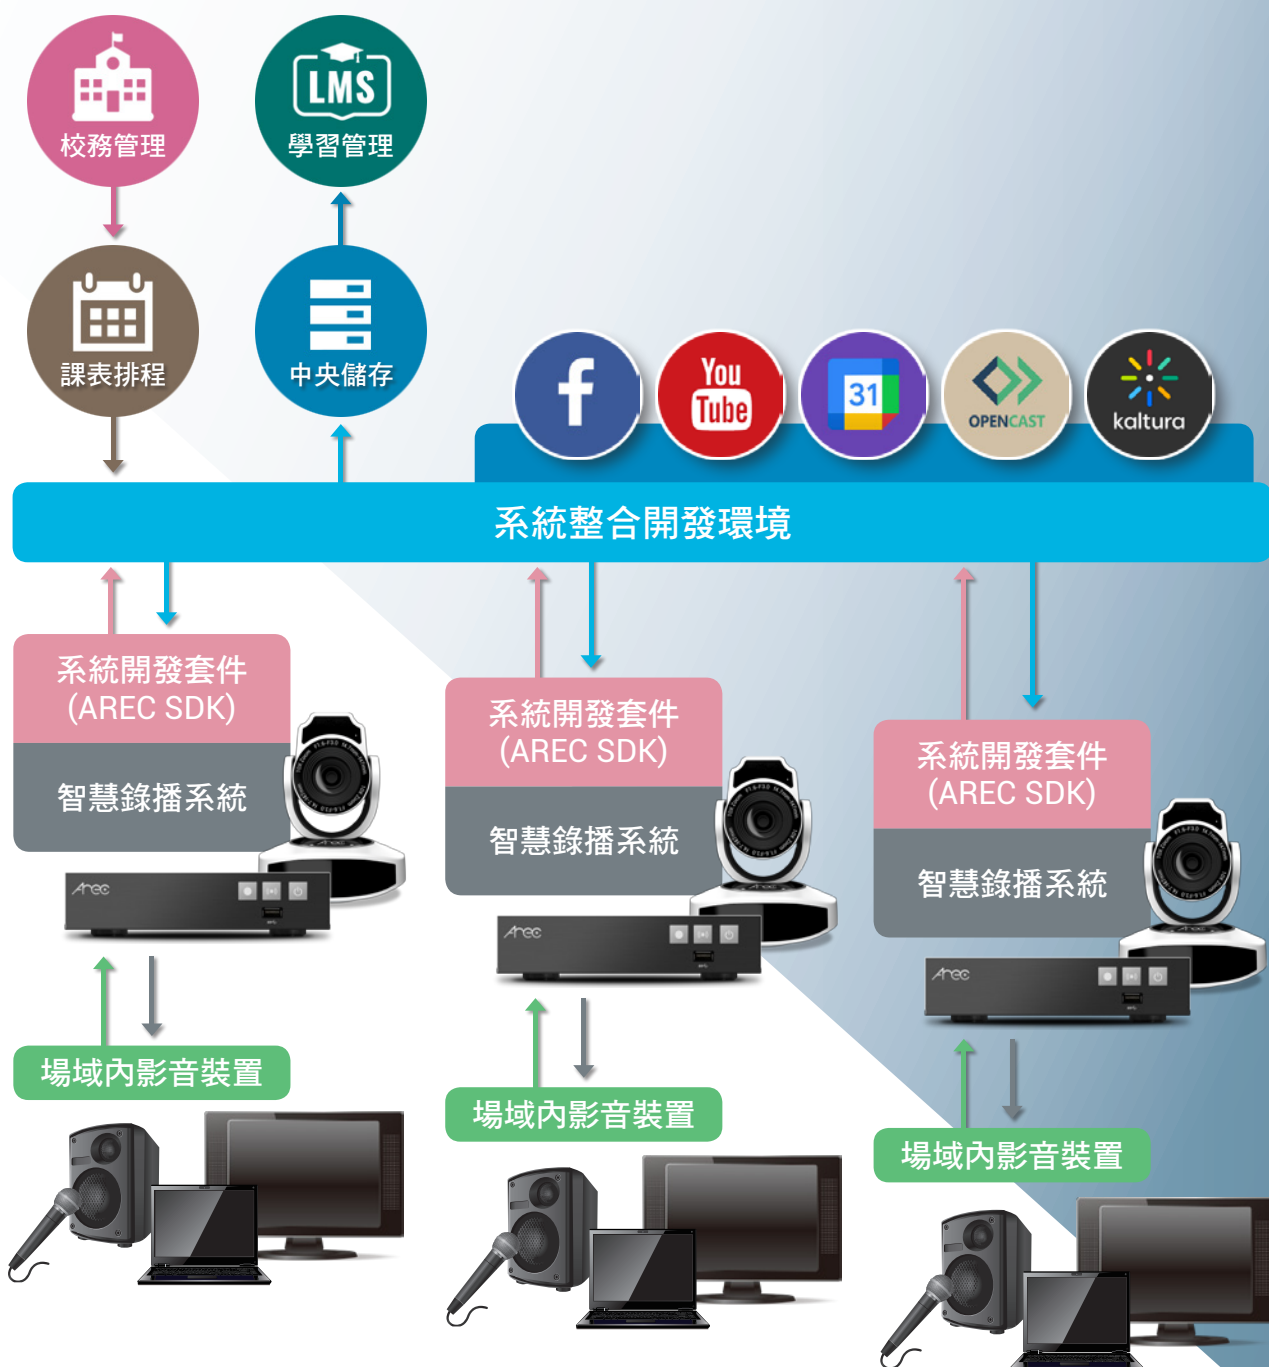 LMS
校務管理
學習管理
課表排程
中央儲存
f
You
Tube
31
OPENCAST
kaltura
系統整合開發環境
系統開發套件
(AREC SDK)
智慧錄播系統
Arec
場域內影音裝置
系統開發套件
(AREC SDK)
智慧錄播系統
Arec
場域內影音裝置
系統開發套件
(AREC SDK)
智慧錄播系統
Arec
場域內影音裝置